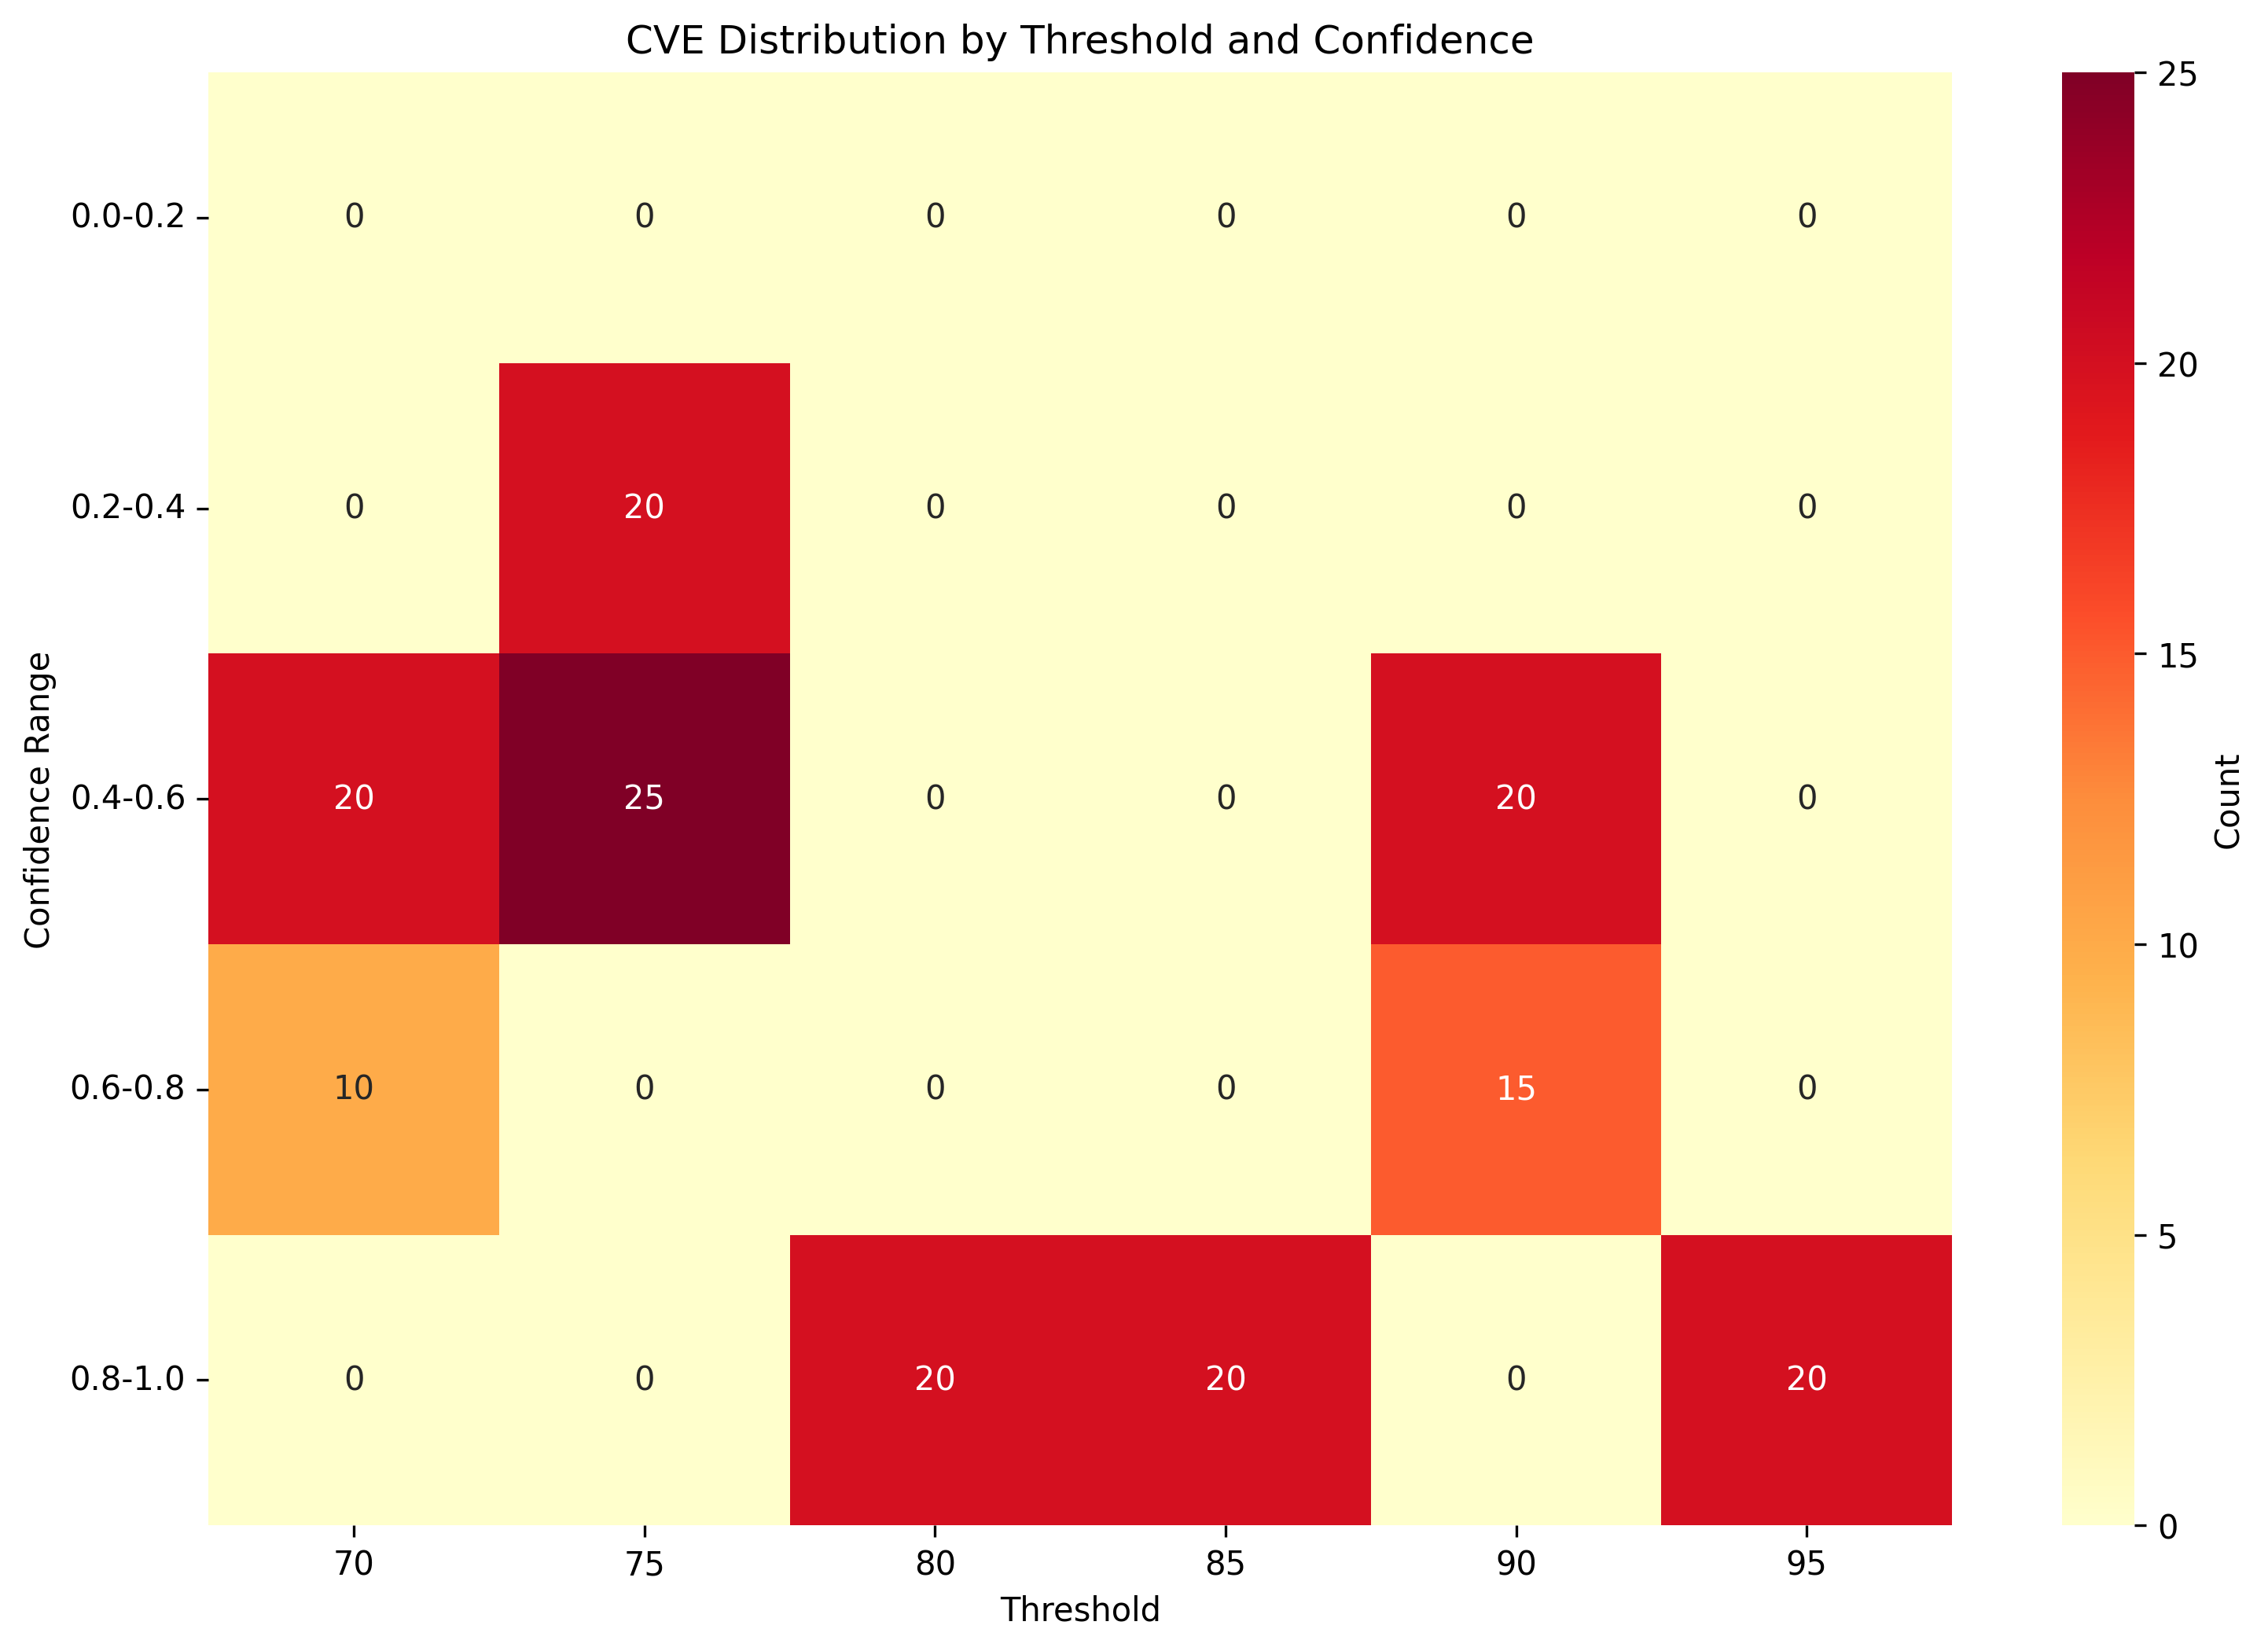 CVE Distribution by Threshold and Confidence
Confidence Range
0.0-0.2 0 0 0 0 0 0
0.2-0.4 0 20 0 0 0 0
0.4-0.6 20 25 0 0 20 0
0.6-0.8 10 0 0 0 15 0
0.8-1.0 0 0 20 20 0 20
70 75 80 85 90 95
Threshold
25
20
15
10
5
0
Count